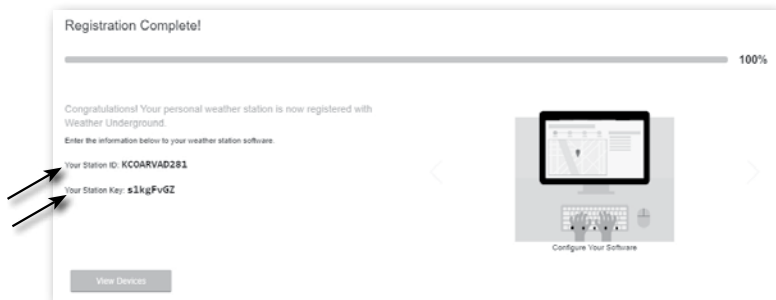 Registration Complete!
100%
Congratulations! Your personal weather station is now registered with
Weather Underground.
Enter the information below to your weather station software.
Your Station ID: KCOARVAD281
Your Station Key: s1kgFvGZ
Configure Your Software
View Devices